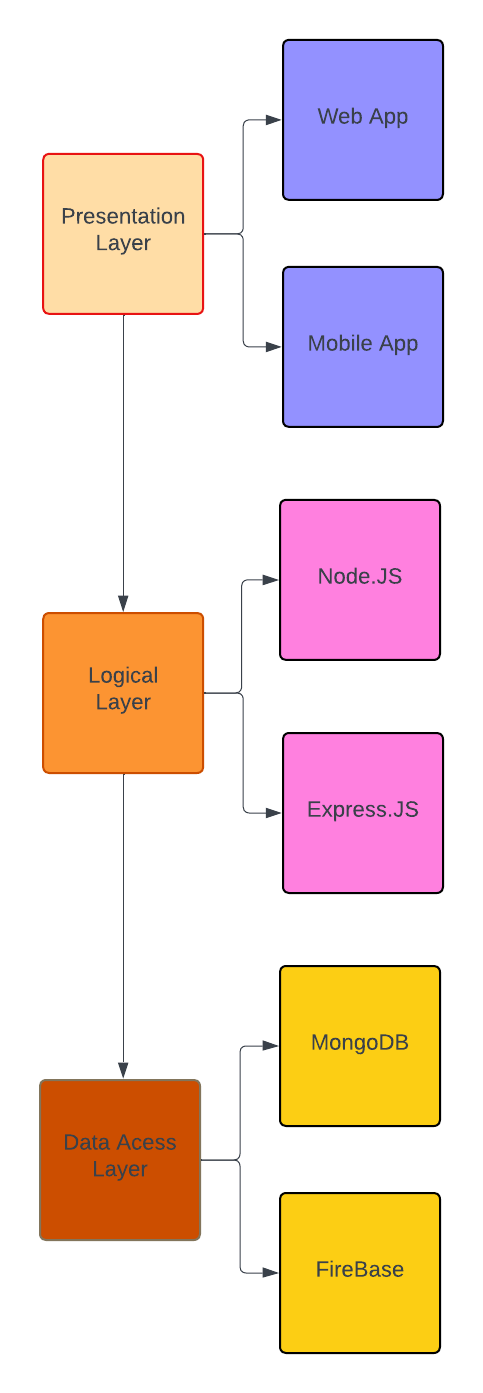 Web App
Presentation
Layer
Mobile App
Node.JS
Logical
Layer
Express.JS
MongoDB
Data Acess
Layer
FireBase